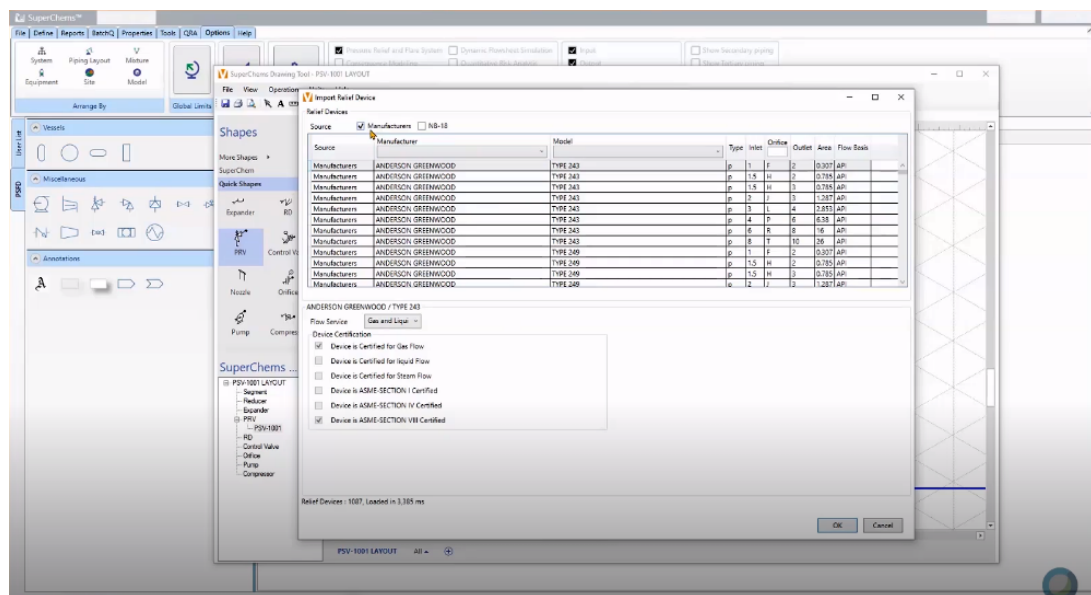 SuperChems™
File Define Reports BatchQ Properties Tools QRA Options Help
System Piping Layout Mixture
Equipment Site Model
Arrange By
Global Limits
Preview Relief and Flare System Dynamic Flowsheet Simulation Input Show Secondary piping
Output
User List
PSFD
Vessels
Miscellaneous
Annotations
A
SuperChems Drawing Tool - PSV-1001 LAYOUT
File View Operation
Shapes
More Shapes
SuperChem
Quick Shapes
Expander RD
PRV Control Va
Nozzle Orifice
Pump Compres
SuperChems ...
PSV-1001 LAYOUT
Segment
Reducer
Expander
PRV
PSV-1001
RD
Control Valve
Orifice
Pump
Compressor
Import Relief Device
Relief Devices
Source Manufacturers NB-18
Source Manufacturer Model Type Inlet Orifice Outlet Area Flow Basis
Manufacturers ANDERSON GREENWOOD TYPE 243 p 1 F 2 0.307 API
Manufacturers ANDERSON GREENWOOD TYPE 243 p 1.5 H 2 0.785 API
Manufacturers ANDERSON GREENWOOD TYPE 243 p 1.5 H 3 0.785 API
Manufacturers ANDERSON GREENWOOD TYPE 243 p 2 J 3 1.287 API
Manufacturers ANDERSON GREENWOOD TYPE 243 p 3 L 4 2.853 API
Manufacturers ANDERSON GREENWOOD TYPE 243 p 4 P 6 6.38 API
Manufacturers ANDERSON GREENWOOD TYPE 243 p 6 R 8 16 API
Manufacturers ANDERSON GREENWOOD TYPE 243 p 8 T 10 26 API
Manufacturers ANDERSON GREENWOOD TYPE 249 p 1 F 2 0.307 API
Manufacturers ANDERSON GREENWOOD TYPE 249 p 1.5 H 2 0.785 API
Manufacturers ANDERSON GREENWOOD TYPE 249 p 1.5 H 3 0.785 API
Manufacturers ANDERSON GREENWOOD TYPE 249 p 2 J 3 1.287 API
ANDERSON GREENWOOD / TYPE 243
Flow Service Gas and Liqui
Device Certification
Device is Certified for Gas Flow
Device is Certified for liquid Flow
Device is Certified for Steam Flow
Device is ASME-SECTION I Certified
Device is ASME-SECTION IV Certified
Device is ASME-SECTION VIII Certified
Relief Devices : 1087, Loaded in 3,385 ms
OK Cancel
PSV-1001 LAYOUT All